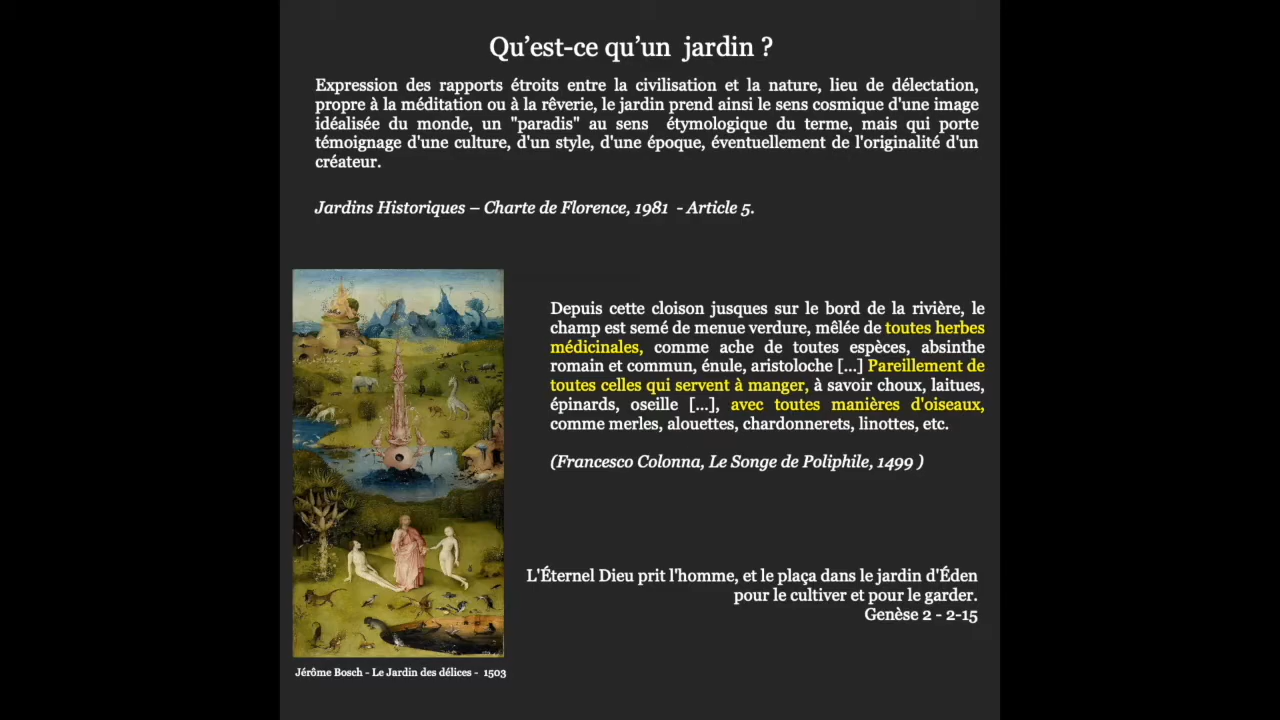 Qu’est-ce qu’un  jardin ?
Expression des rapports étroits entre la civilisation et la nature, lieu de délectation,
propre à la méditation ou à la rêverie, le jardin prend ainsi le sens cosmique d'une image
idéalisée du monde, un "paradis" au sens  étymologique du terme, mais qui porte
témoignage d'une culture, d'un style, d'une époque, éventuellement de l'originalité d'un
créateur.
Jardins Historiques – Charte de Florence, 1981  - Article 5.
Depuis cette cloison jusques sur le bord de la rivière, le
champ est semé de menue verdure, mêlée de toutes herbes
médicinales, comme ache de toutes espèces, absinthe
romain et commun, énule, aristoloche [...] Pareillement de
toutes celles qui servent à manger, à savoir choux, laitues,
épinards, oseille [...], avec toutes manières d'oiseaux,
comme merles, alouettes, chardonnerets, linottes, etc.
(Francesco Colonna, Le Songe de Poliphile, 1499 )
L'Éternel Dieu prit l'homme, et le plaça dans le jardin d'Éden
pour le cultiver et pour le garder.
Genèse 2 - 2-15
Jérôme Bosch - Le Jardin des délices -  1503